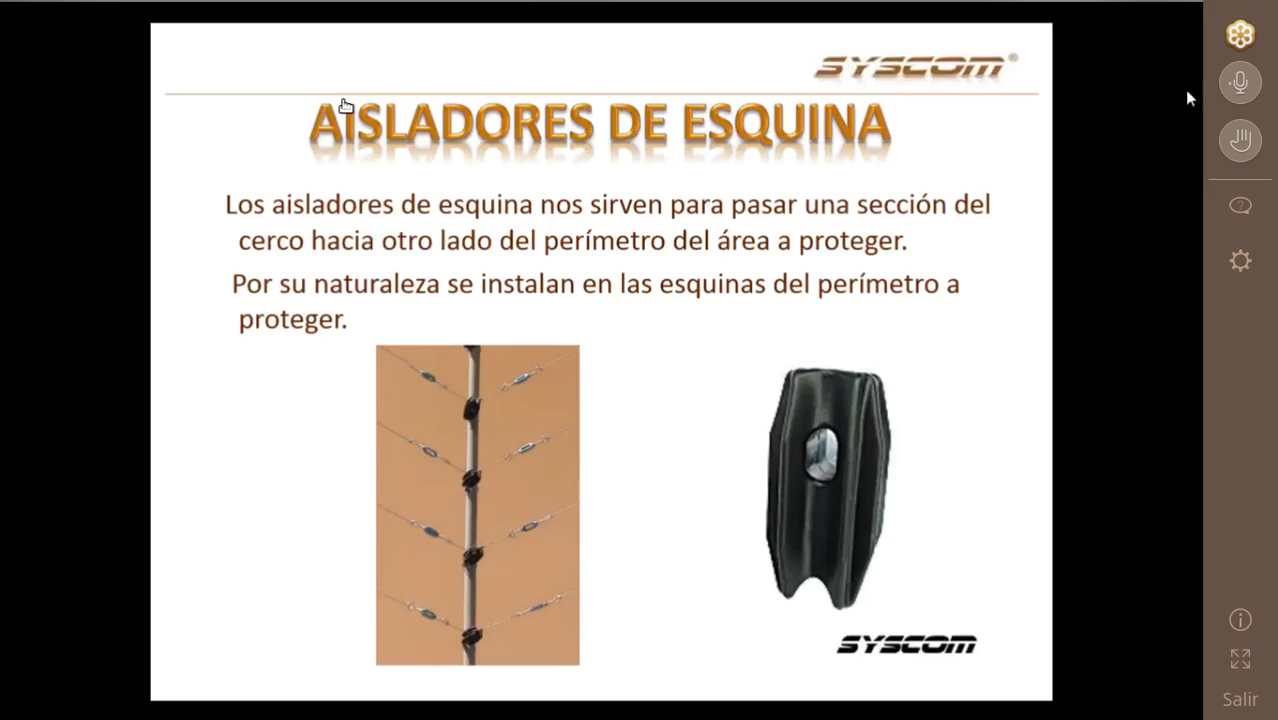 SYSCOM®
AISLADORES DE ESQUINA
Los aisladores de esquina nos sirven para pasar una sección del
cerco hacia otro lado del perímetro del área a proteger.
Por su naturaleza se instalan en las esquinas del perímetro a
proteger.
SYSCOM
Salir